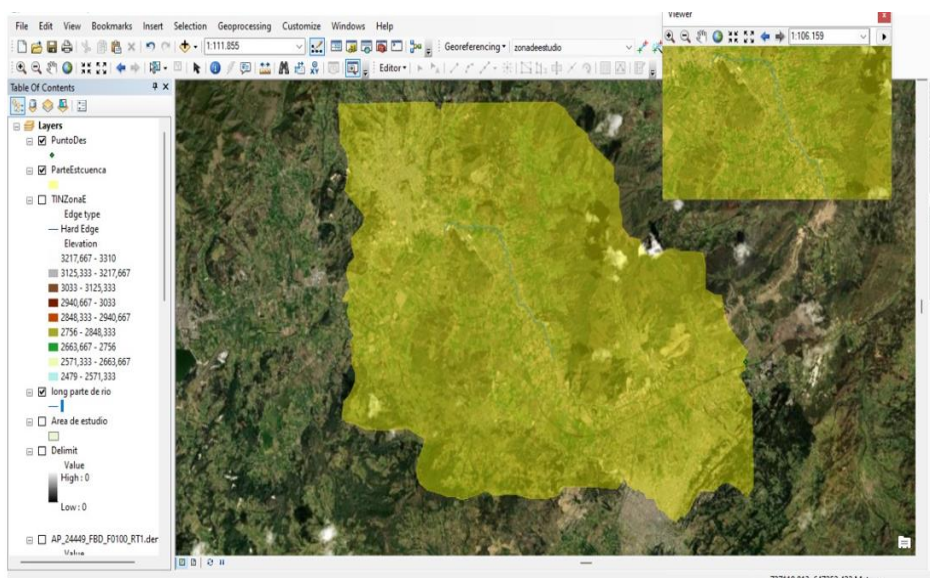 Viewer
File Edit View Bookmarks Insert Selection Geoprocessing Customize Windows Help
1:111.855 Georeferencing zonadeestudio
1:106.159
Editor
Table Of Contents
Layers
PuntoDes
ParteEstcuenca
TINZonaE
Edge type
Hard Edge
Elevation
3217,667 - 3310
3125,333 - 3217,667
3033 - 3125,333
2940,667 - 3033
2848,333 - 2940,667
2756 - 2848,333
2663,667 - 2756
2571,333 - 2663,667
2479 - 2571,333
long parte de rio
Area de estudio
Delimit
Value
High : 0
Low : 0
AP_24449_FBD_F0100_RT1.der
Value